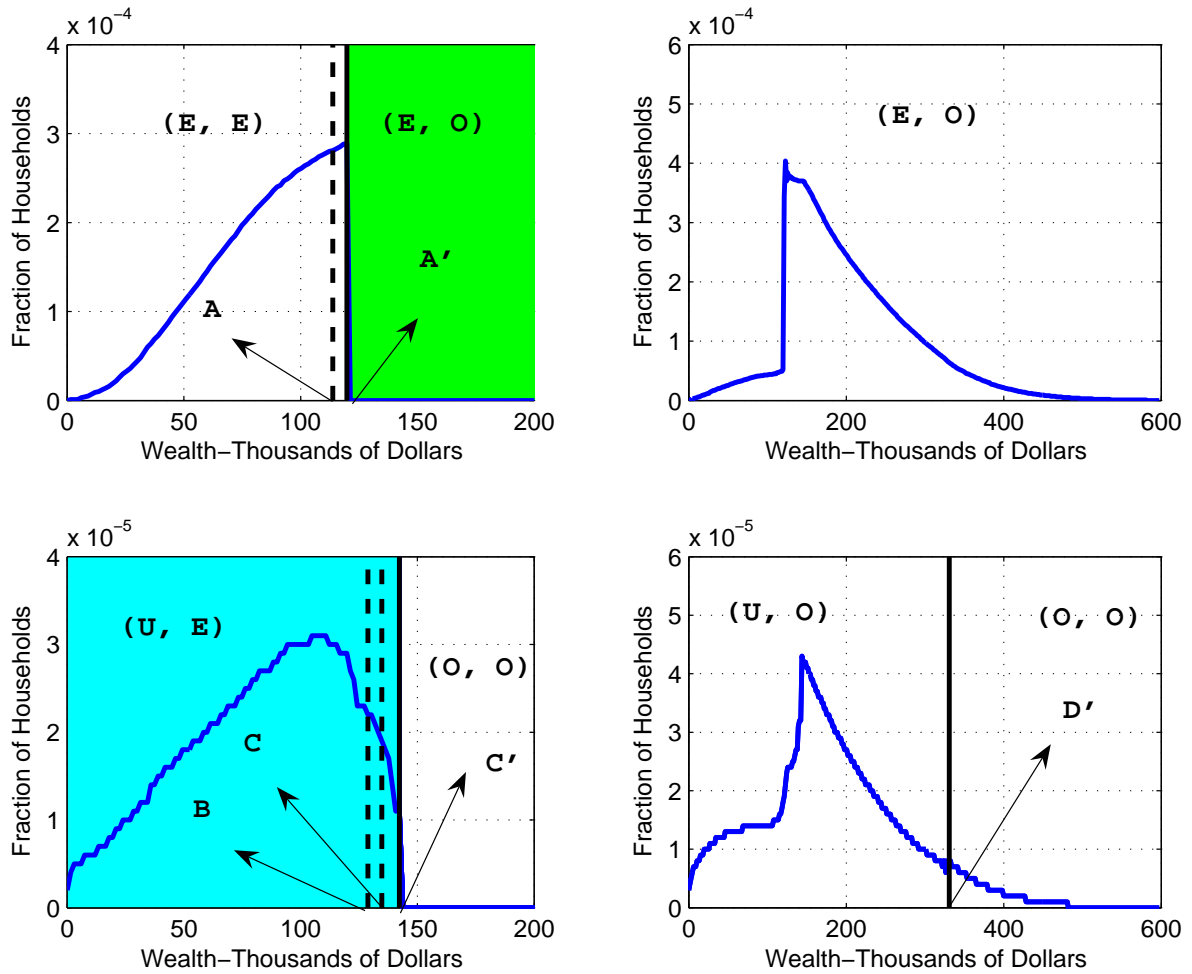 x 10−4
4
3
2
1
0
0
50
100
150
200
Fraction of Households
Wealth−Thousands of Dollars
(E, E)
(E, O)
A
A’
x 10−4
6
5
4
3
2
1
0
0
200
400
600
Fraction of Households
Wealth−Thousands of Dollars
(E, O)
x 10−5
4
3
2
1
0
0
50
100
150
200
Fraction of Households
Wealth−Thousands of Dollars
(U, E)
(O, O)
C
C’
B
x 10−5
6
5
4
3
2
1
0
0
200
400
600
Fraction of Households
Wealth−Thousands of Dollars
(U, O)
(O, O)
D’